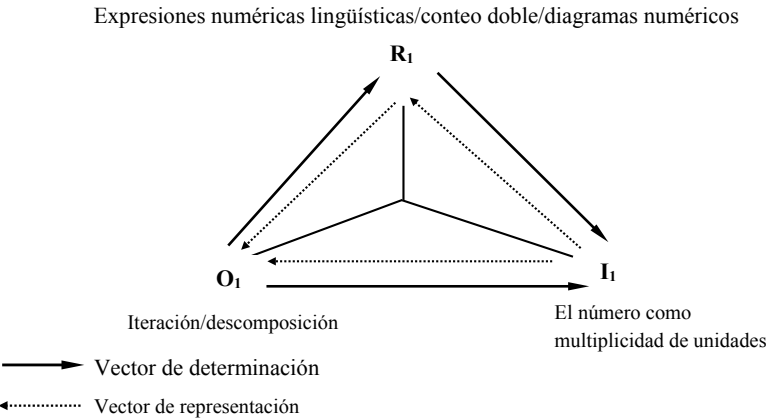 Expresiones numéricas lingüísticas/conteo doble/diagramas numéricos
R₁
O₁
I₁
Iteración/descomposición
El número como
multiplicidad de unidades
Vector de determinación
Vector de representación